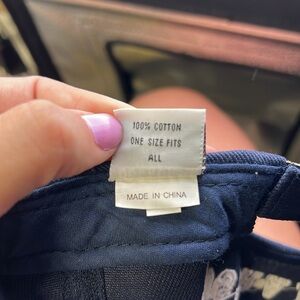 100% COTTON
ONE SIZE FITS
ALL
MADE IN CHINA